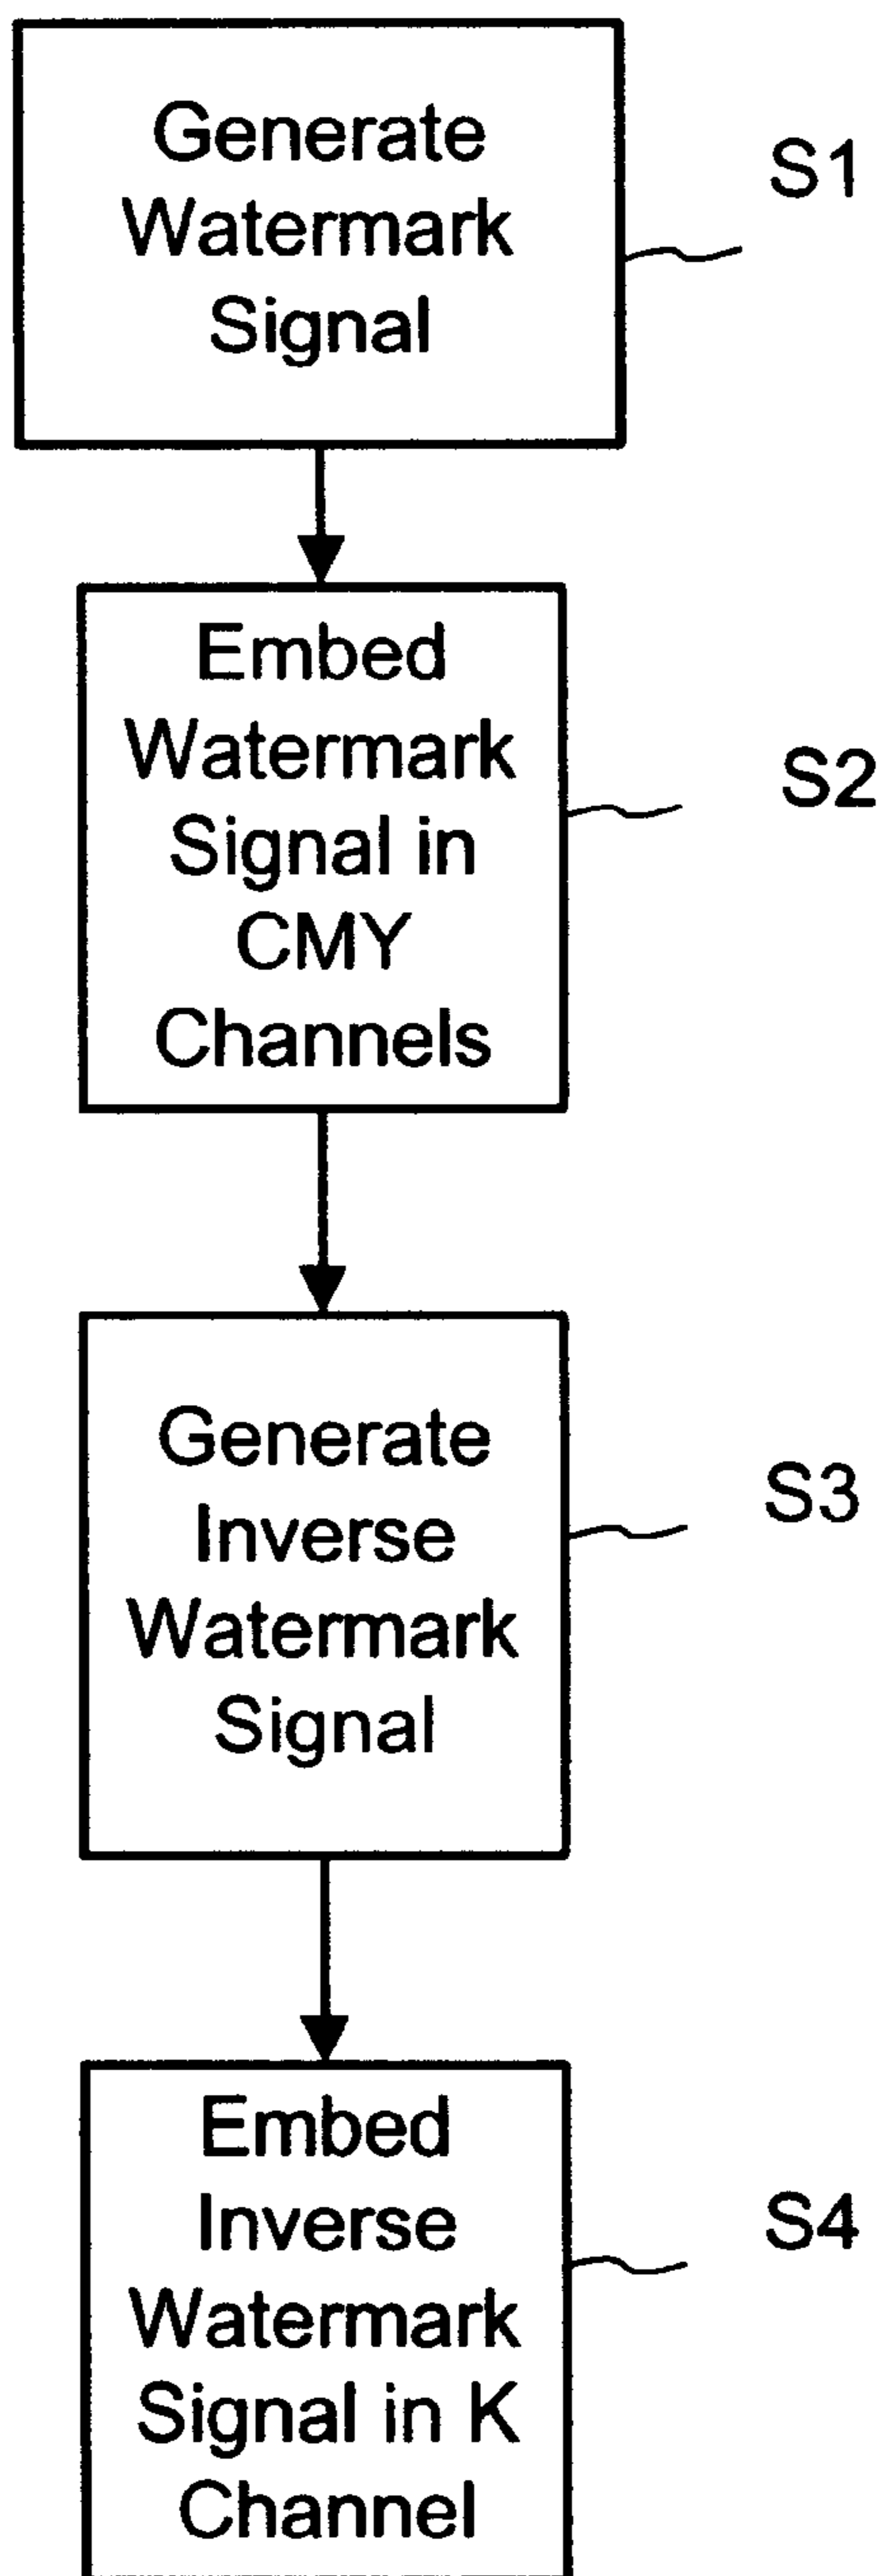 Generate
Watermark
Signal
S1
Embed
Watermark
Signal in
CMY
Channels
S2
Generate
Inverse
Watermark
Signal
S3
Embed
Inverse
Watermark
Signal in K
Channel
S4